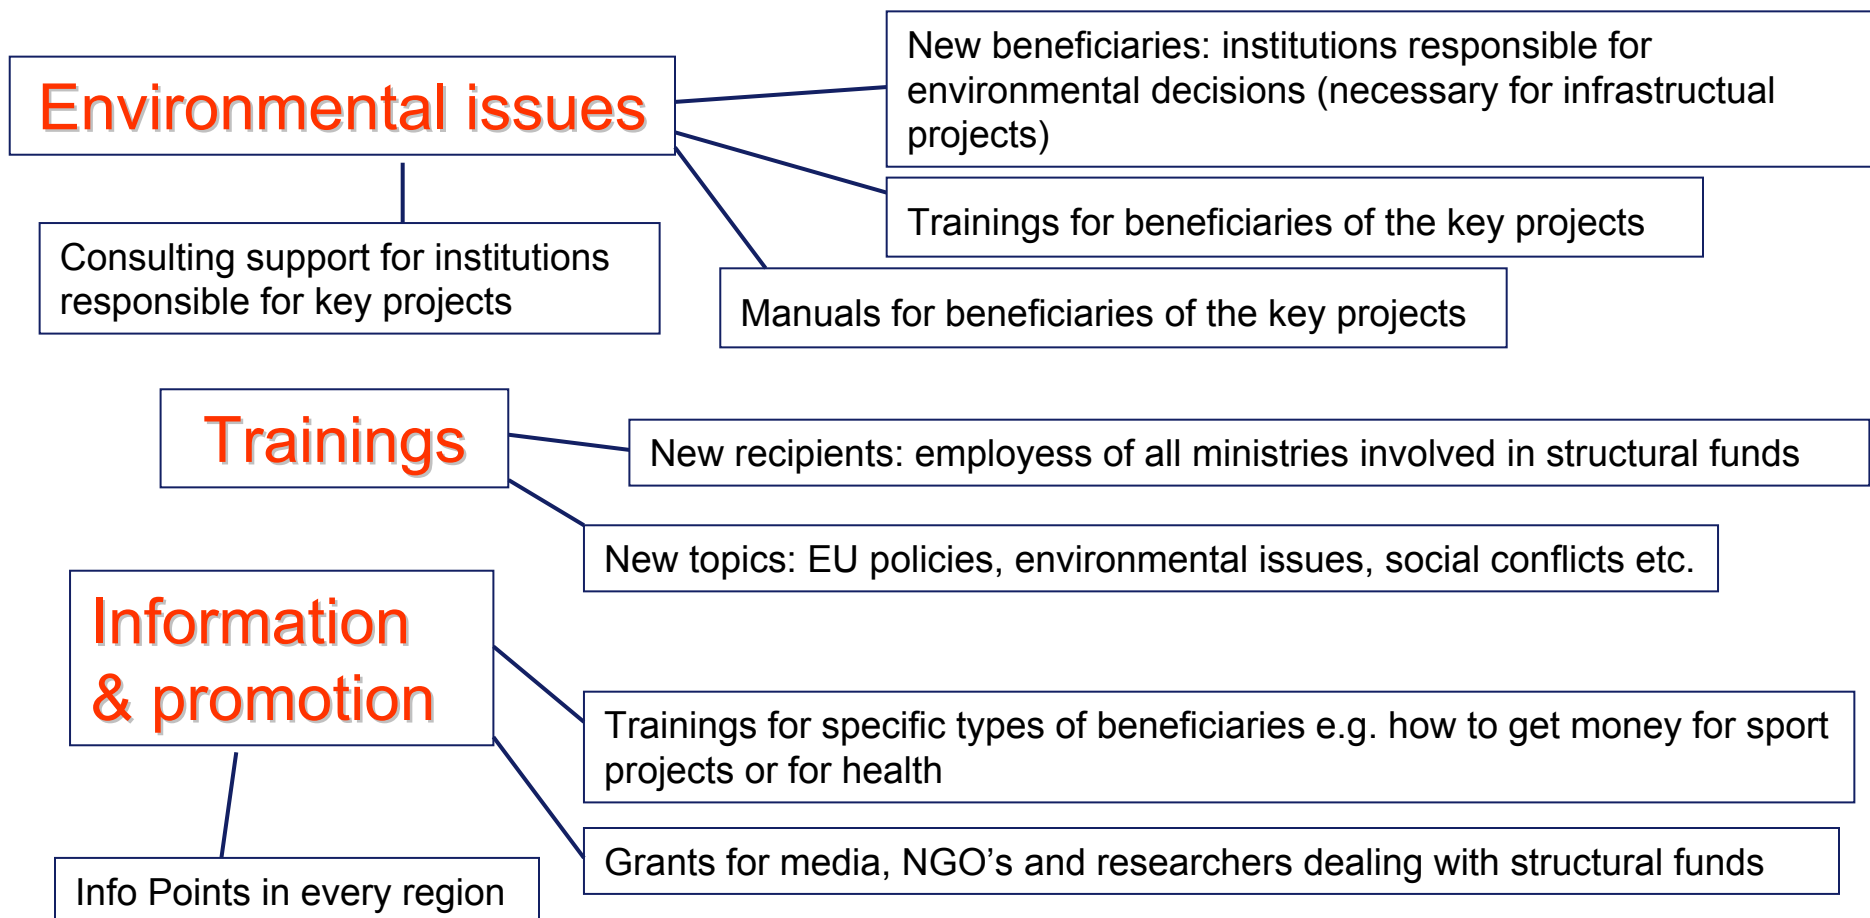 Environmental issues
New beneficiaries: institutions responsible for
environmental decisions (necessary for infrastructual
projects)
Trainings for beneficiaries of the key projects
Consulting support for institutions
responsible for key projects
Manuals for beneficiaries of the key projects
Trainings
New recipients: employess of all ministries involved in structural funds
New topics: EU policies, environmental issues, social conflicts etc.
Information
& promotion
Trainings for specific types of beneficiaries e.g. how to get money for sport
projects or for health
Grants for media, NGO’s and researchers dealing with structural funds
Info Points in every region